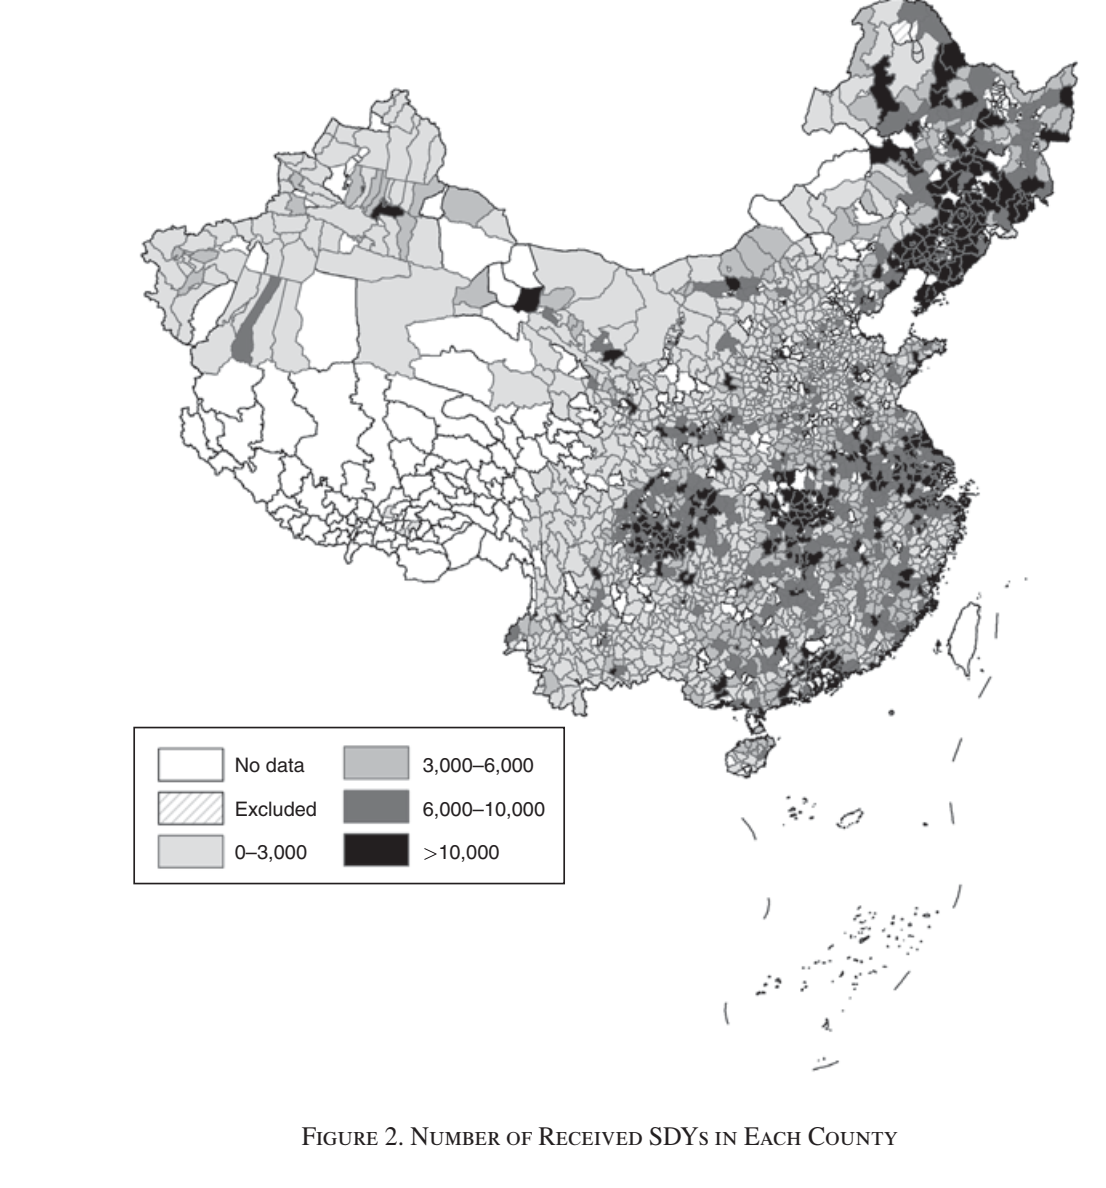 No data
Excluded
0–3,000
3,000–6,000
6,000–10,000
>10,000
Figure 2. Number of Received SDYs in Each County